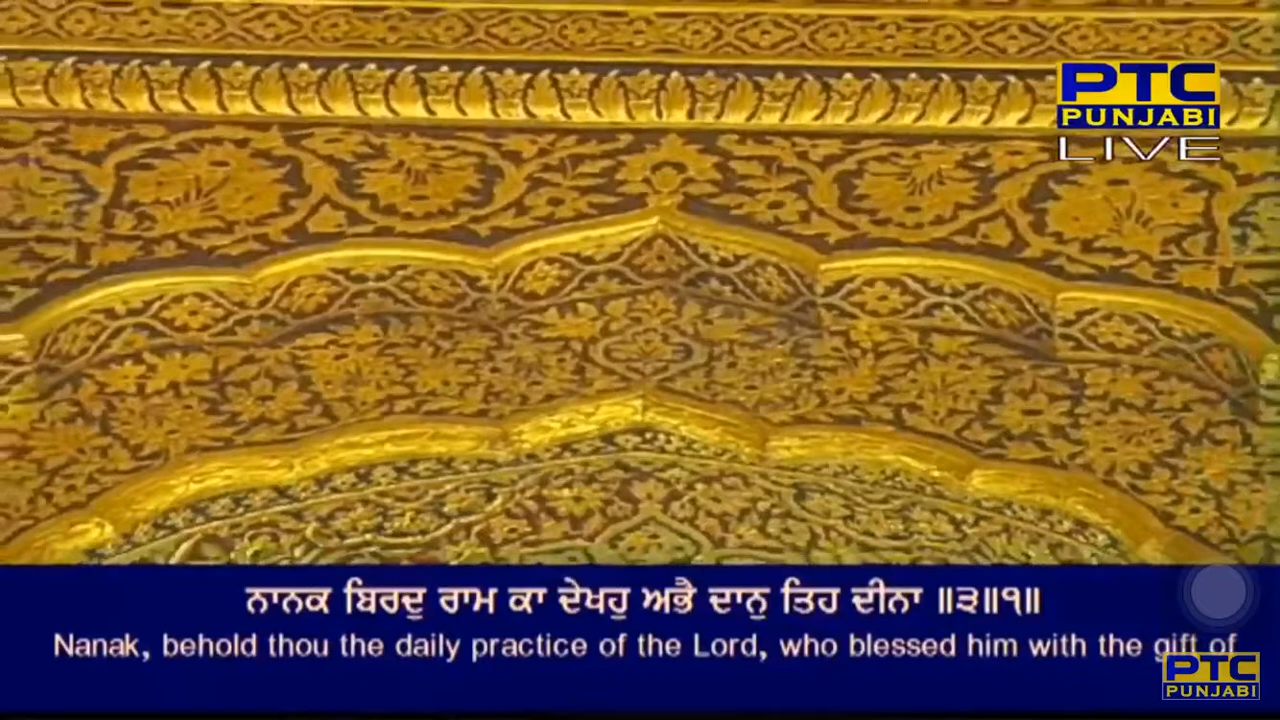 PTC
PUNJABI
LIVE
ਨਾਨਕ ਬਿਰਦੁ ਰਾਮ ਕਾ ਦੇਖਹੁ ਅਭੈ ਦਾਨੁ ਤਿਹ ਦੀਨਾ ॥੩॥੧॥
Nanak, behold thou the daily practice of the Lord, who blessed him with the gift of
PTC
PUNJABI